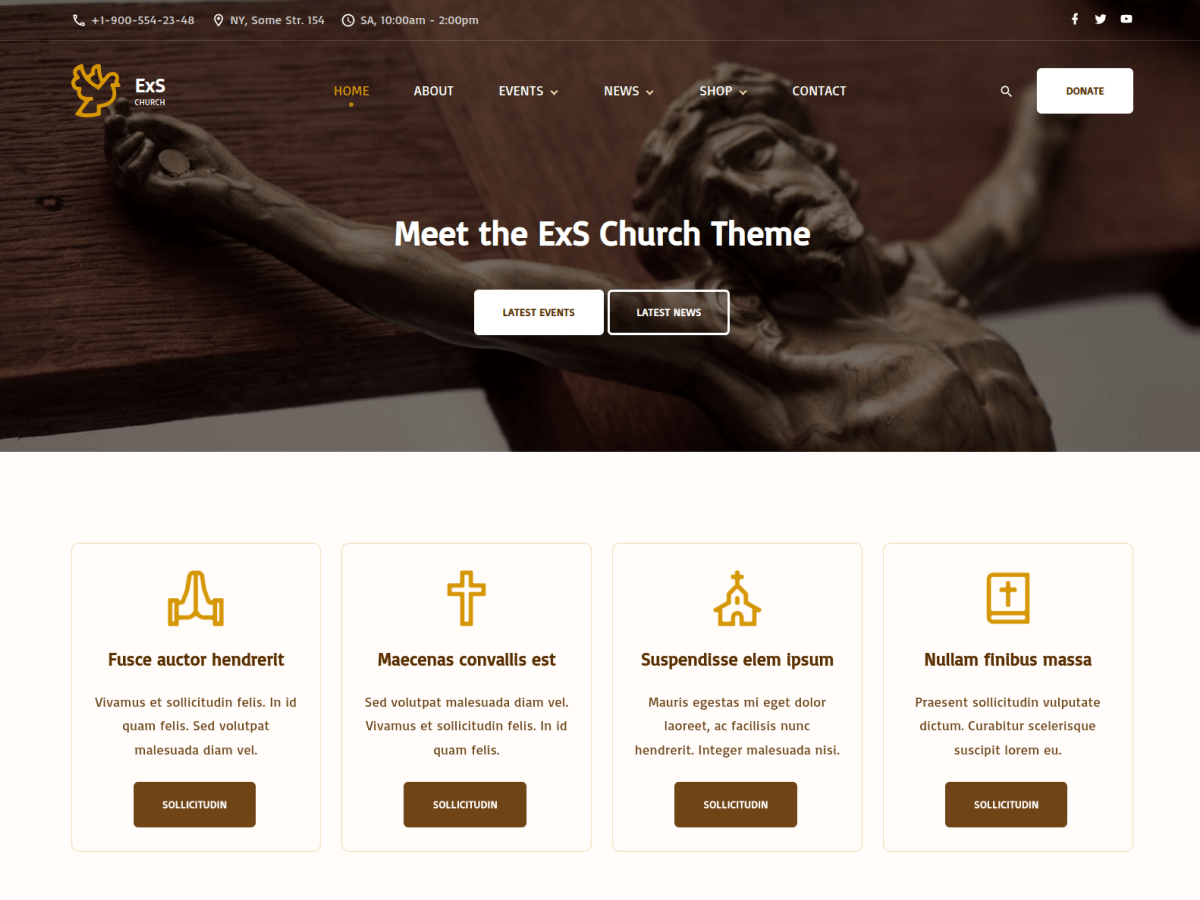 +1-900-554-23-48 NY, Some Str. 154 SA, 10:00am - 2:00pm
ExS
CHURCH
HOME ABOUT EVENTS NEWS SHOP CONTACT DONATE
Meet the ExS Church Theme
LATEST EVENTS LATEST NEWS
Fusce auctor hendrerit
Vivamus et sollicitudin felis. In id
quam felis. Sed volutpat
malesuada diam vel.
SOLLICITUDIN
Maecenas convallis est
Sed volutpat malesuada diam vel.
Vivamus et sollicitudin felis. In id
quam felis.
SOLLICITUDIN
Suspendisse elem ipsum
Mauris egestas mi eget dolor
laoreet, ac facilisis nunc
hendrerit. Integer malesuada nisi.
SOLLICITUDIN
Nullam finibus massa
Praesent sollicitudin vulputate
dictum. Curabitur scelerisque
suscipit lorem eu.
SOLLICITUDIN